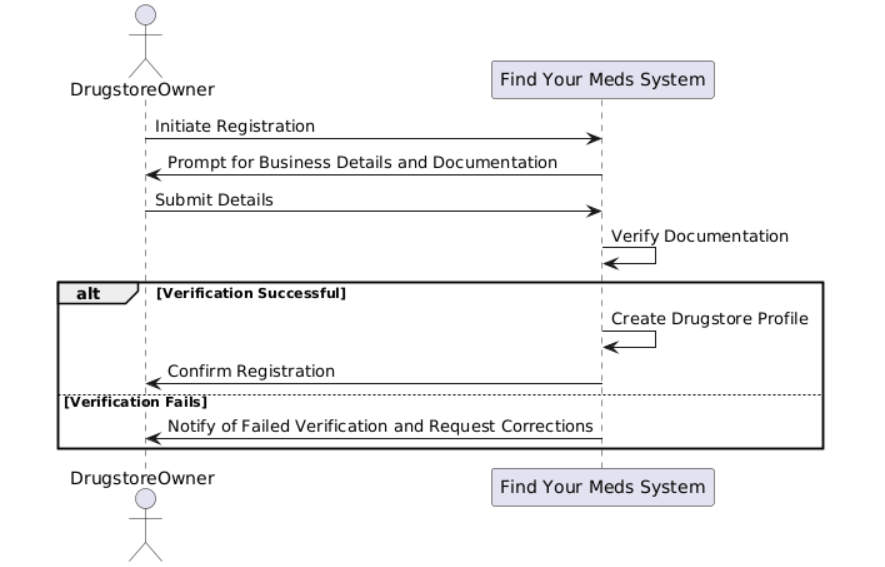 DrugstoreOwner
Find Your Meds System
Initiate Registration
Prompt for Business Details and Documentation
Submit Details
Verify Documentation
alt
[Verification Successful]
Create Drugstore Profile
Confirm Registration
[Verification Fails]
Notify of Failed Verification and Request Corrections
DrugstoreOwner
Find Your Meds System